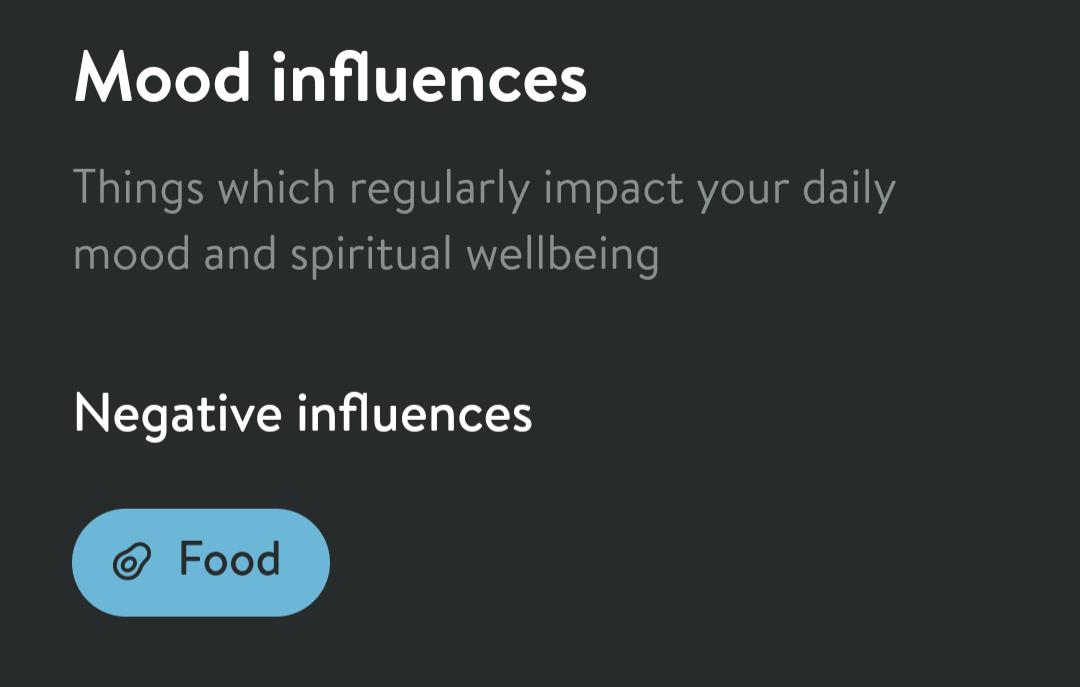 Mood influences
Things which regularly impact your daily
mood and spiritual wellbeing
Negative influences
Food